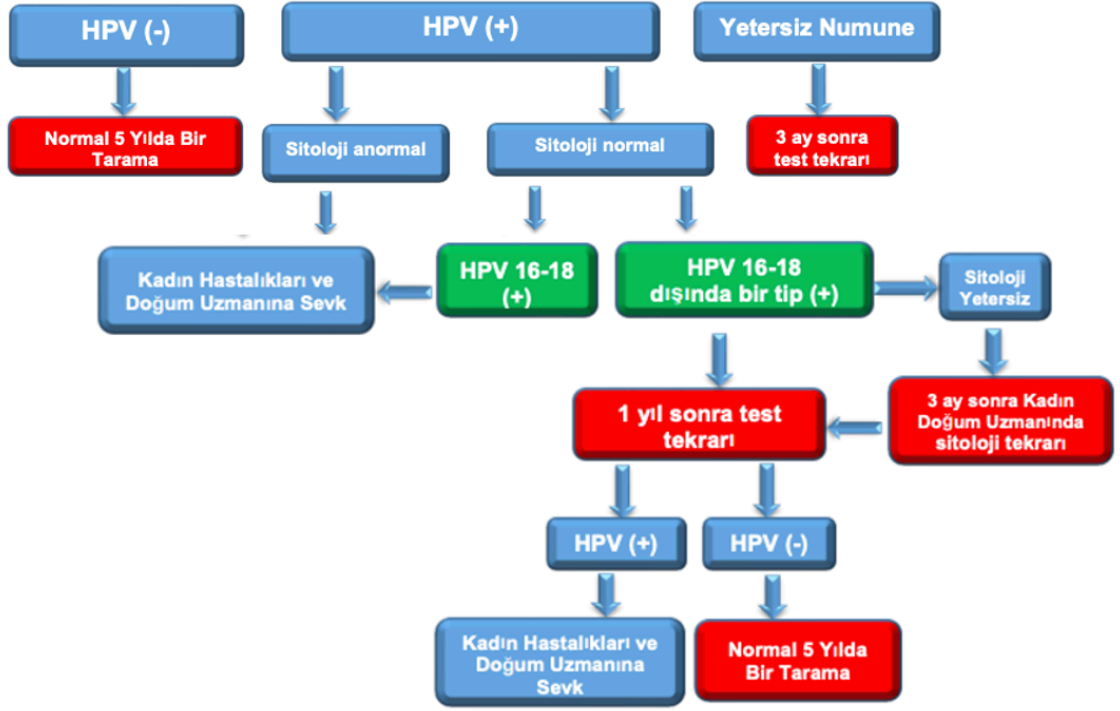 HPV (-)
HPV (+)
Yetersiz Numune
Normal 5 Yılda Bir
Tarama
Sitoloji anormal
Sitoloji normal
3 ay sonra
test tekrarı
Kadın Hastalıkları ve
Doğum Uzmanına Sevk
HPV 16-18
(+)
HPV 16-18
dışında bir tip (+)
Sitoloji
Yetersiz
1 yıl sonra test
tekrarı
3 ay sonra Kadın
Doğum Uzmanında
sitoloji tekrarı
HPV (+)
HPV (-)
Kadın Hastalıkları ve
Doğum Uzmanına
Sevk
Normal 5 Yılda
Bir Tarama